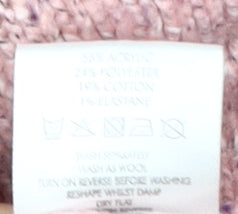 56% ACRYLIC
24% POLYESTER
19% COTTON
1% ELASTANE
WASH SEPARATELY
WASH AS WOOL
TURN ON REVERSE BEFORE WASHING
RESHAPE WHILST DAMP
DRY FLAT